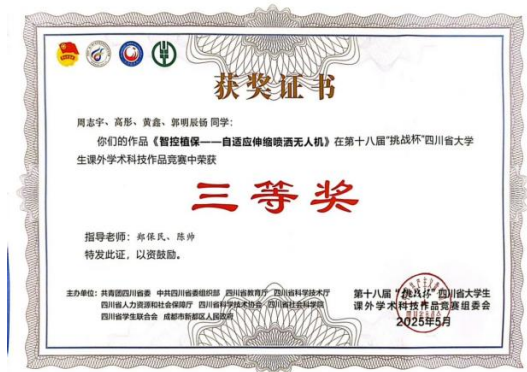 获奖证书
周志宇、高彤、黄鑫、郭明辰扬 同学：
你们的作品《智控植保——自适应伸缩喷洒无人机》在第十八届“挑战杯”四川省大学
生课外学术科技作品竞赛中荣获
三等奖
指导老师：郑保民、陈帅
特发此证，以资鼓励。
主办单位：共青团四川省委 中共四川省委组织部 四川省教育厅 四川省科学技术厅
四川省人力资源和社会保障厅 四川省科学技术协会 四川省社会科学院
四川省学生联合会 成都市新都区人民政府
第十八届“挑战杯”四川省大学生
课外学术科技作品竞赛组委会
2025年5月